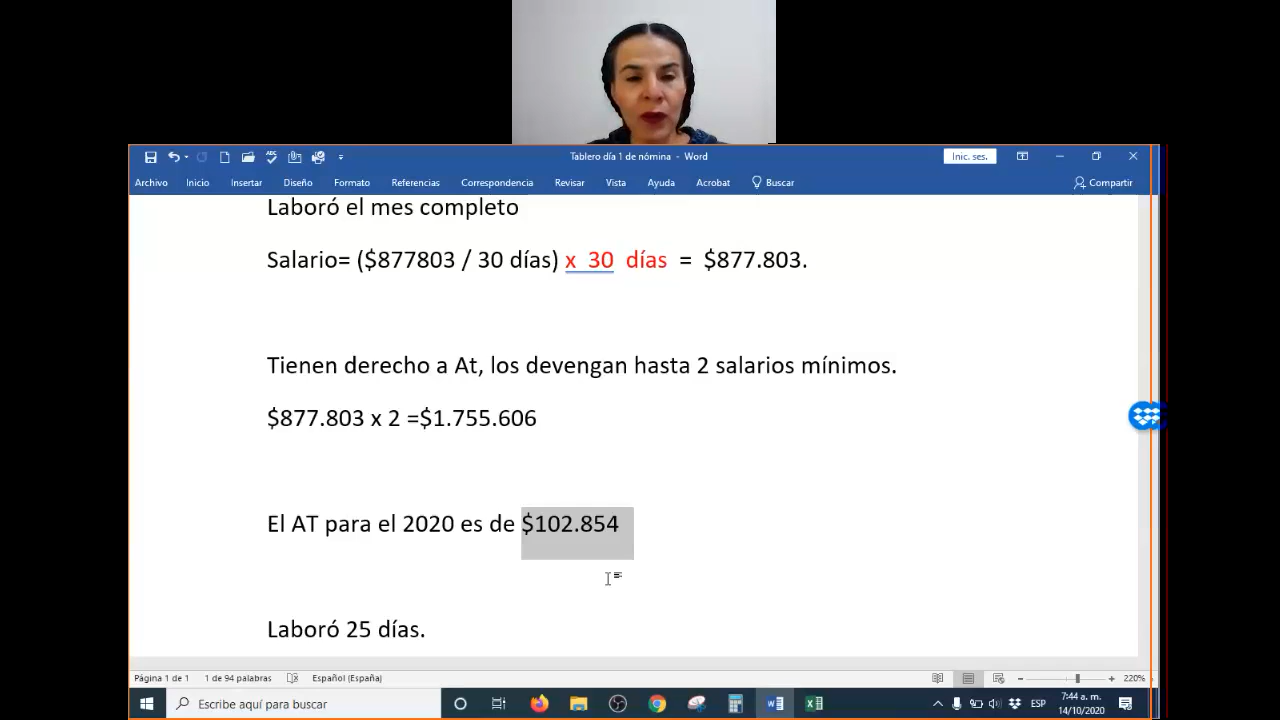 Tablero día 1 de nómina - Word
Inic. ses.
Archivo Inicio Insertar Diseño Formato Referencias Correspondencia Revisar Vista Ayuda Acrobat Buscar Compartir
Laboró el mes completo
Salario= ($877803 / 30 días) x 30 días = $877.803.
Tienen derecho a At, los devengan hasta 2 salarios mínimos.
$877.803 x 2 =$1.755.606
El AT para el 2020 es de $102.854
Laboró 25 días.
Página 1 de 1 1 de 94 palabras Español (España) 220%
Escribe aquí para buscar
ESP
7:44 a. m.
14/10/2020